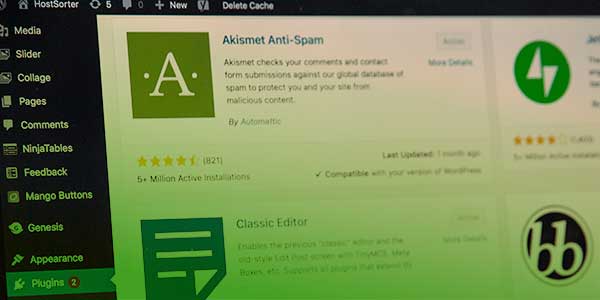 HostSorter 5 0 + New Delete Cache
Media
Slider
Collage
Pages
Comments
NinjaTables
Feedback
Mango Buttons
Genesis
Appearance
Plugins 2
·A·
Akismet Anti-Spam
Active
More Details
Akismet checks your comments and contact
form submissions against our global database of
spam to protect you and your site from
malicious content.
By Automattic
(821)
5+ Million Active Installations
Last Updated: 1 month ago
✓ Compatible with your version of WordPress
Classic Editor
Active
More Details
Enables the previous "classic" editor and the
old-style Edit Post screen with TinyMCE, Meta
Boxes, etc. Supports all plugins that extend
Je
5+ Million Active Installations
bb